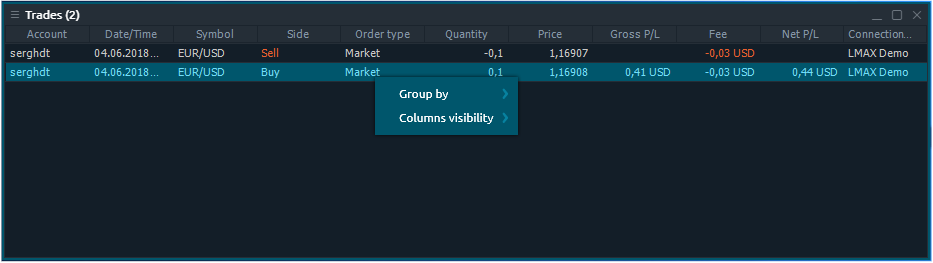 Trades (2)
Account Date/Time Symbol Side Order type Quantity Price Gross P/L Fee Net P/L Connection...
serghdt 04.06.2018... EUR/USD Sell Market -0,1 1,16907 -0,03 USD LMAX Demo
serghdt 04.06.2018... EUR/USD Buy Market 0,1 1,16908 0,41 USD -0,03 USD 0,44 USD LMAX Demo
Group by
Columns visibility